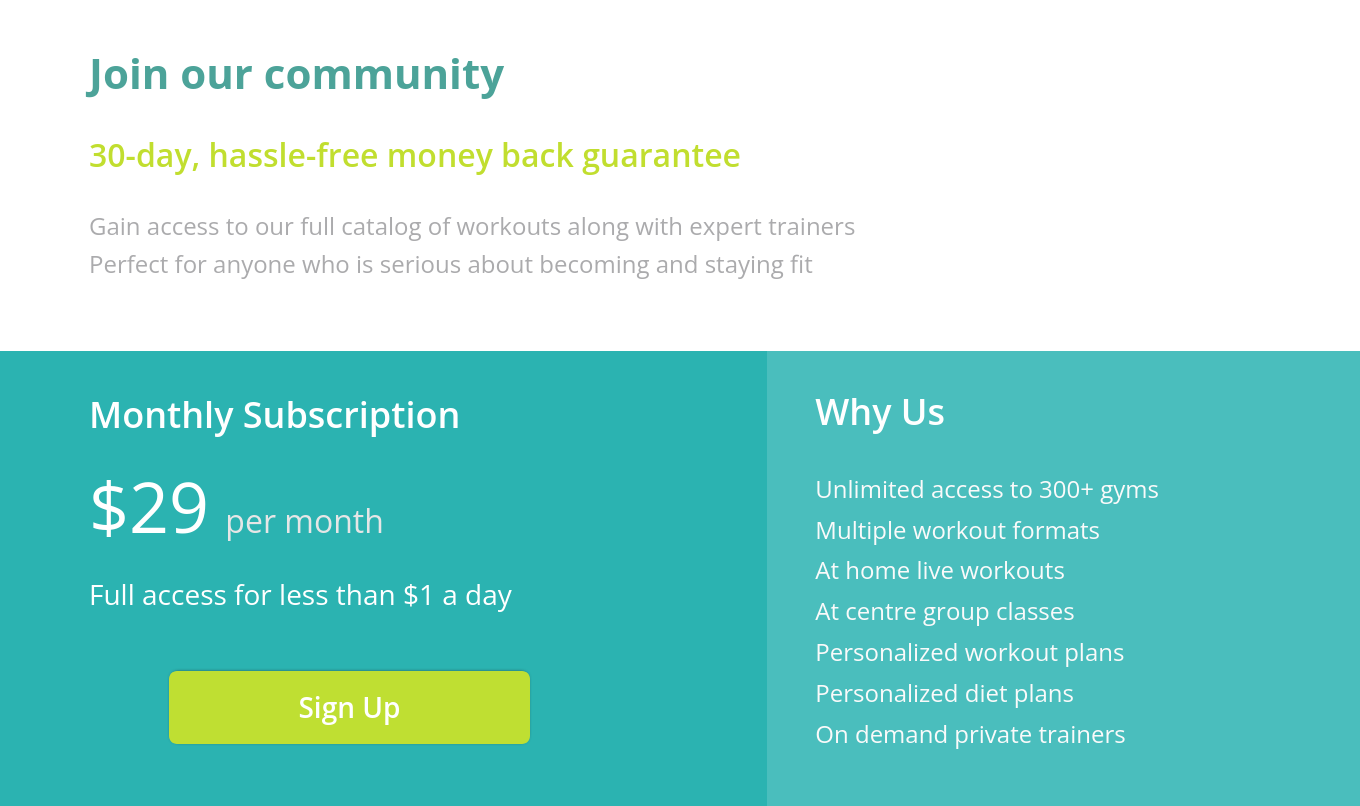 Join our community
30-day, hassle-free money back guarantee
Gain access to our full catalog of workouts along with expert trainers
Perfect for anyone who is serious about becoming and staying fit
Monthly Subscription
$29 per month
Full access for less than $1 a day
Sign Up
Why Us
Unlimited access to 300+ gyms
Multiple workout formats
At home live workouts
At centre group classes
Personalized workout plans
Personalized diet plans
On demand private trainers